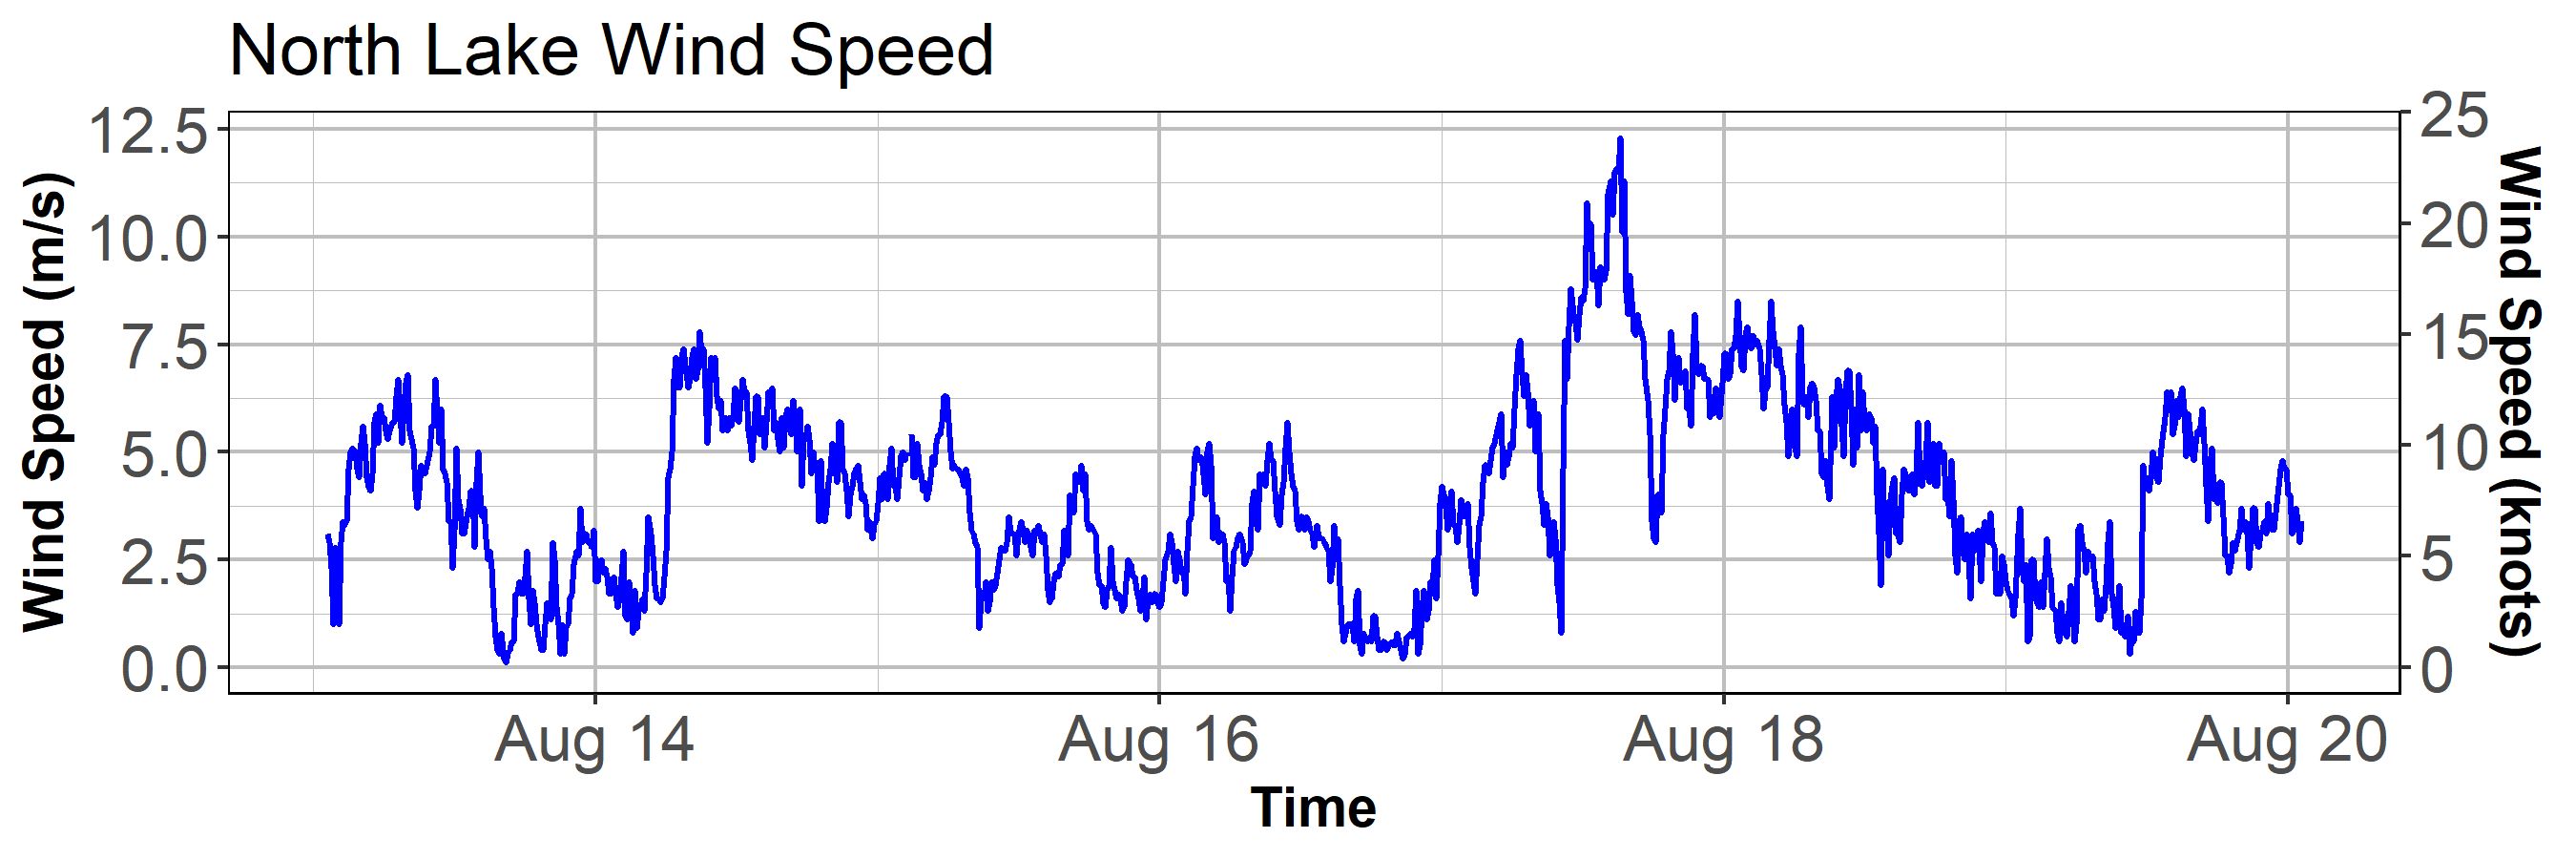 North Lake Wind Speed
Wind Speed (m/s)
12.5
10.0
7.5
5.0
2.5
0.0
25
20
15
10
5
0
Wind Speed (knots)
Aug 14
Aug 16
Aug 18
Aug 20
Time